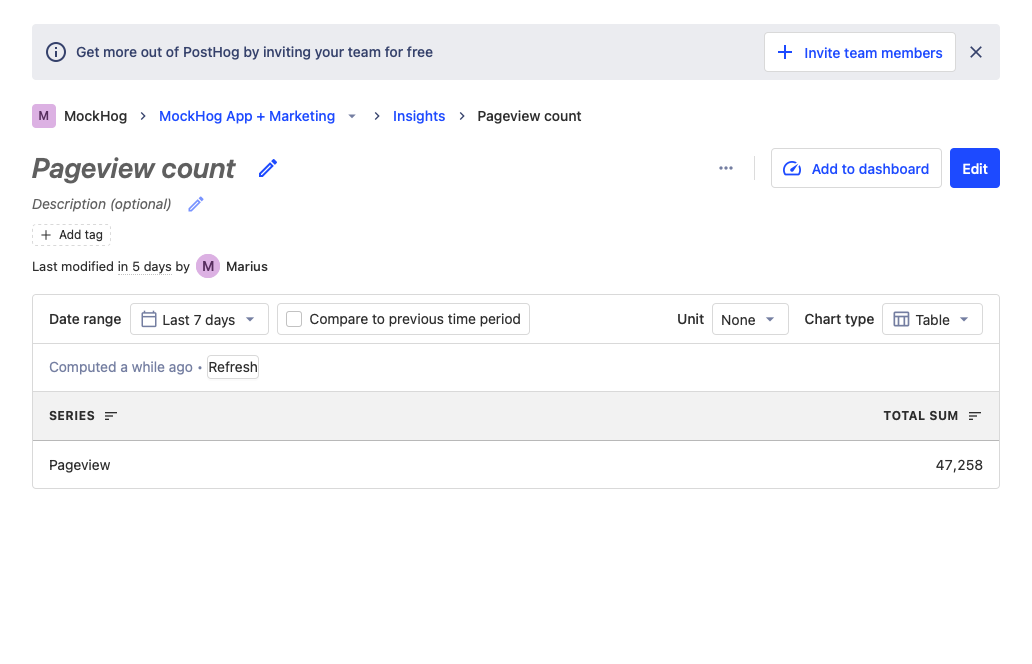 Get more out of PostHog by inviting your team for free
Invite team members
M MockHog MockHog App + Marketing Insights Pageview count
Pageview count
Add to dashboard
Edit
Description (optional)
Add tag
Last modified in 5 days by M Marius
Date range Last 7 days Compare to previous time period Unit None Chart type Table
Computed a while ago • Refresh
SERIES TOTAL SUM
Pageview 47,258